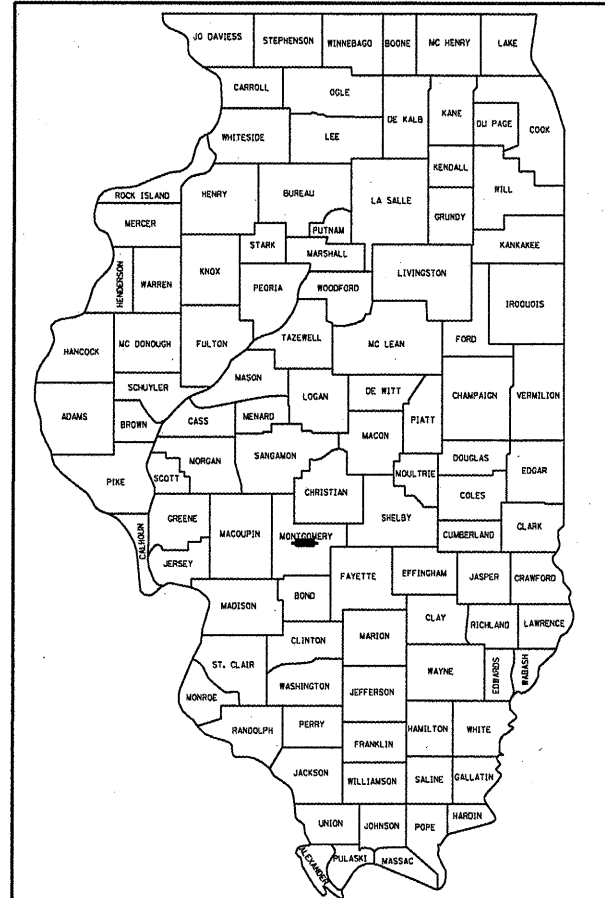 JO DAVIESS STEPHENSON WINNEBAGO BOONE MC HENRY LAKE
CARROLL OGLE DE KALB KANE DU PAGE COOK
WHITESIDE LEE KENDALL WILL
ROCK ISLAND HENRY BUREAU LA SALLE GRUNDY
MERCER STARK PUTNAM MARSHALL KANKAKEE
HENDERSON WARREN KNOX PEORIA WOODFORD LIVINGSTON IROQUOIS
HANCOCK MC DONOUGH FULTON TAZEWELL MC LEAN FORD
SCHUYLER MASON LOGAN DE WITT CHAMPAIGN VERMILION
ADAMS BROWN CASS MENARD MACON PIATT
PIKE SCOTT MORGAN SANGAMON CHRISTIAN MOULTRIE DOUGLAS EDGAR
COLES
CALHOUN GREENE MACOUPIN MONTGOMERY SHELBY CUMBERLAND CLARK
JERSEY FAYETTE EFFINGHAM JASPER CRAWFORD
MADISON BOND CLAY RICHLAND LAWRENCE
CLINTON MARION
ST. CLAIR WASHINGTON JEFFERSON WAYNE EDWARDS WABASH
MONROE
RANDOLPH PERRY FRANKLIN HAMILTON WHITE
JACKSON WILLIAMSON SALINE GALLATIN
UNION JOHNSON POPE HARDIN
ALEXANDER PULASKI MASSAC